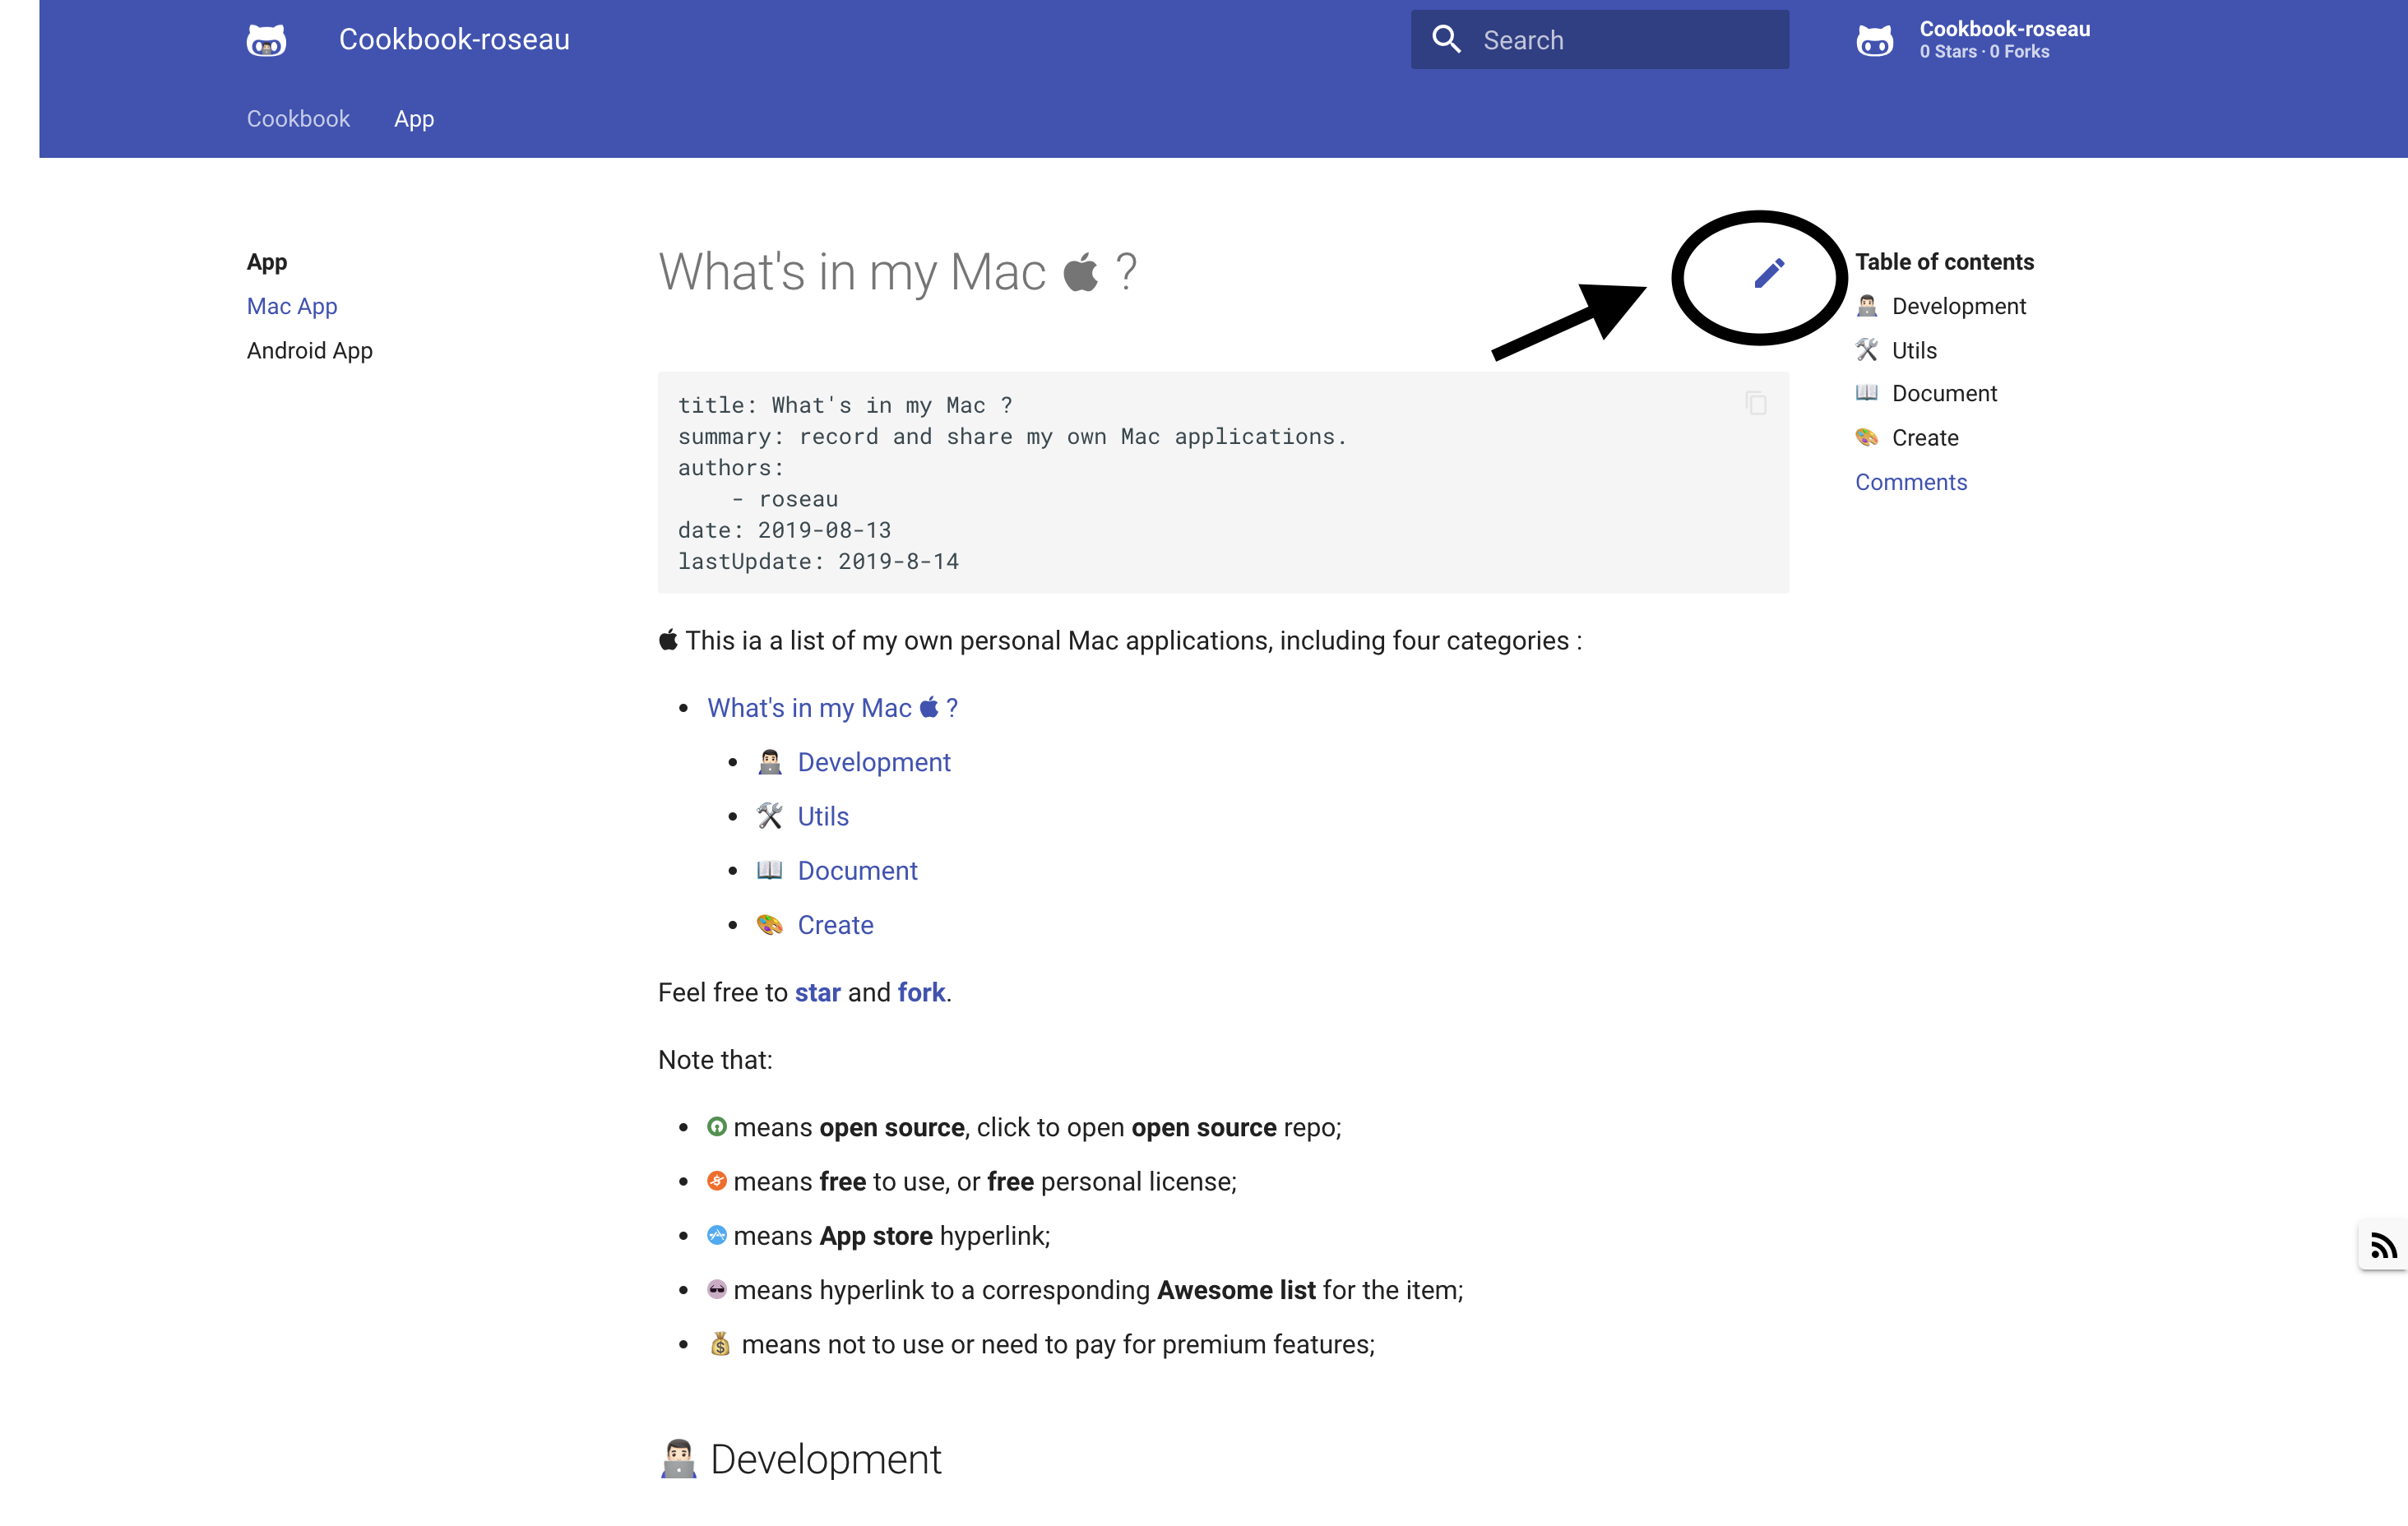 Cookbook-roseau
Search
Cookbook-roseau
0 Stars · 0 Forks
Cookbook
App
App
Mac App
Android App
What's in my Mac ?
title: What's in my Mac ?
summary: record and share my own Mac applications.
authors:
    - roseau
date: 2019-08-13
lastUpdate: 2019-8-14
This ia a list of my own personal Mac applications, including four categories :
What's in my Mac ?
Development
Utils
Document
Create
Feel free to star and fork.
Note that:
means open source, click to open open source repo;
means free to use, or free personal license;
means App store hyperlink;
means hyperlink to a corresponding Awesome list for the item;
means not to use or need to pay for premium features;
Development
Table of contents
Development
Utils
Document
Create
Comments